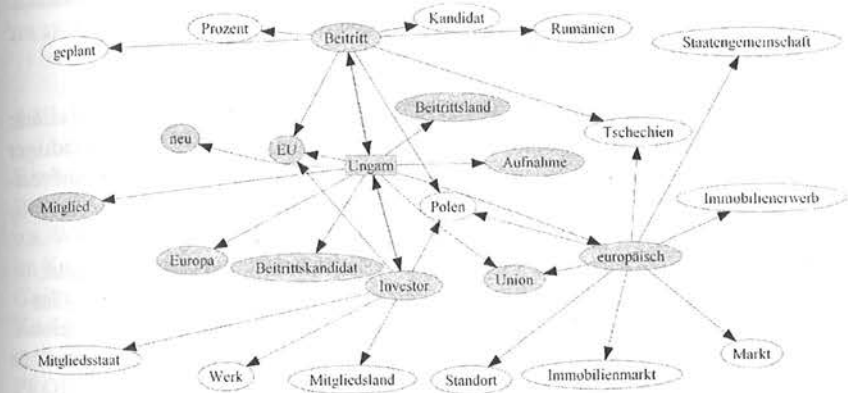 Kandidat
Prozent
Rumänien
Beitritt
Staatengemeinschaft
geplant
Beitrittsland
Tschechien
neu
EU
Aufnahme
Ungarn
Immobilienerwerb
Mitglied
Polen
Europa
Beitrittskandidat
europäisch
Investor
Union
Mitgliedsstaat
Markt
Werk
Mitgliedsland
Standort
Immobilienmarkt